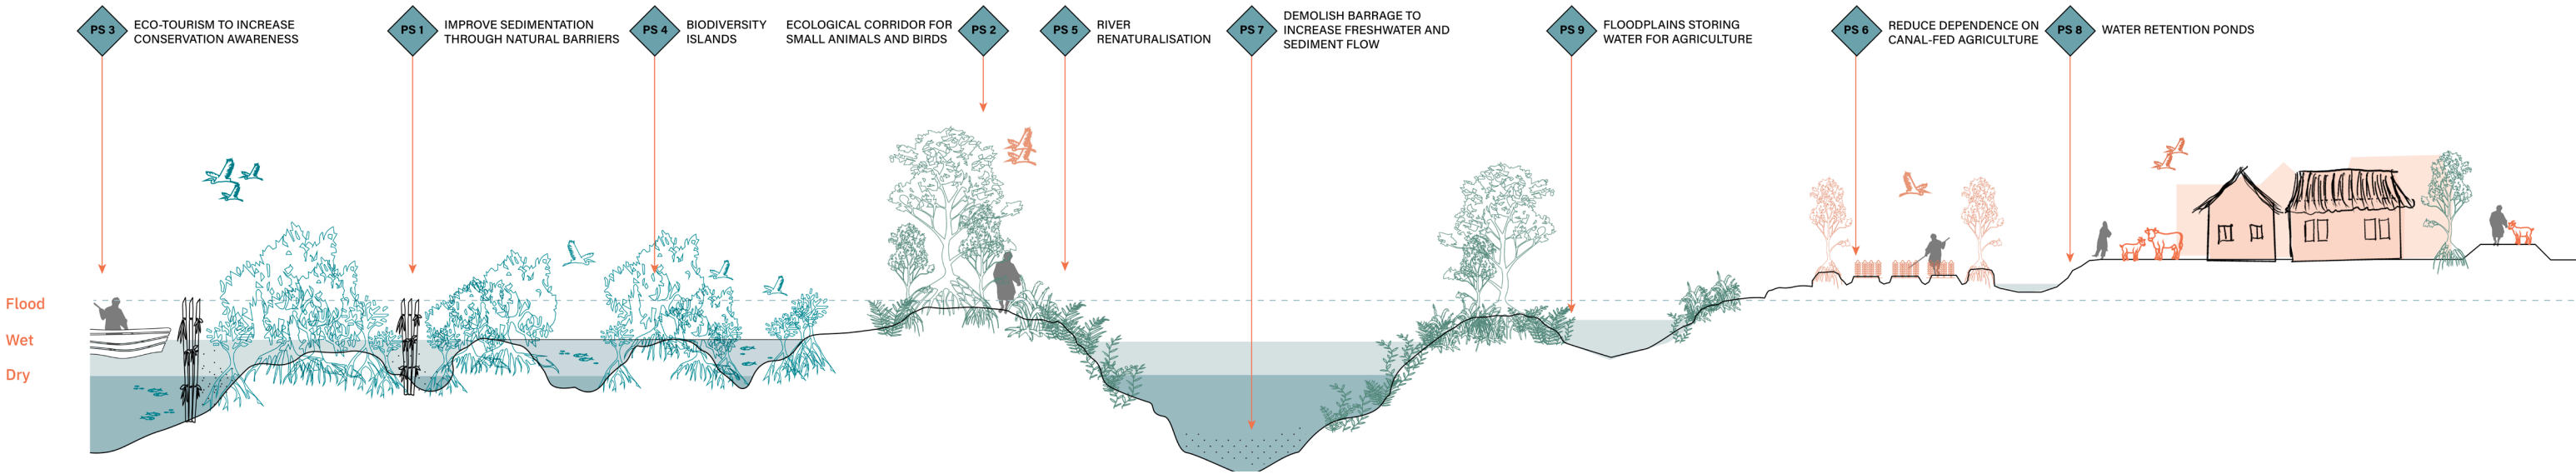 PS 3
ECO-TOURISM TO INCREASE
CONSERVATION AWARENESS
PS 1
IMPROVE SEDIMENTATION
THROUGH NATURAL BARRIERS
PS 4
BIODIVERSITY
ISLANDS
ECOLOGICAL CORRIDOR FOR
SMALL ANIMALS AND BIRDS
PS 2
PS 5
RIVER
RENATURALISATION
PS 7
DEMOLISH BARRAGE TO
INCREASE FRESHWATER AND
SEDIMENT FLOW
PS 9
FLOODPLAINS STORING
WATER FOR AGRICULTURE
PS 6
REDUCE DEPENDENCE ON
CANAL-FED AGRICULTURE
PS 8
WATER RETENTION PONDS
Flood
Wet
Dry